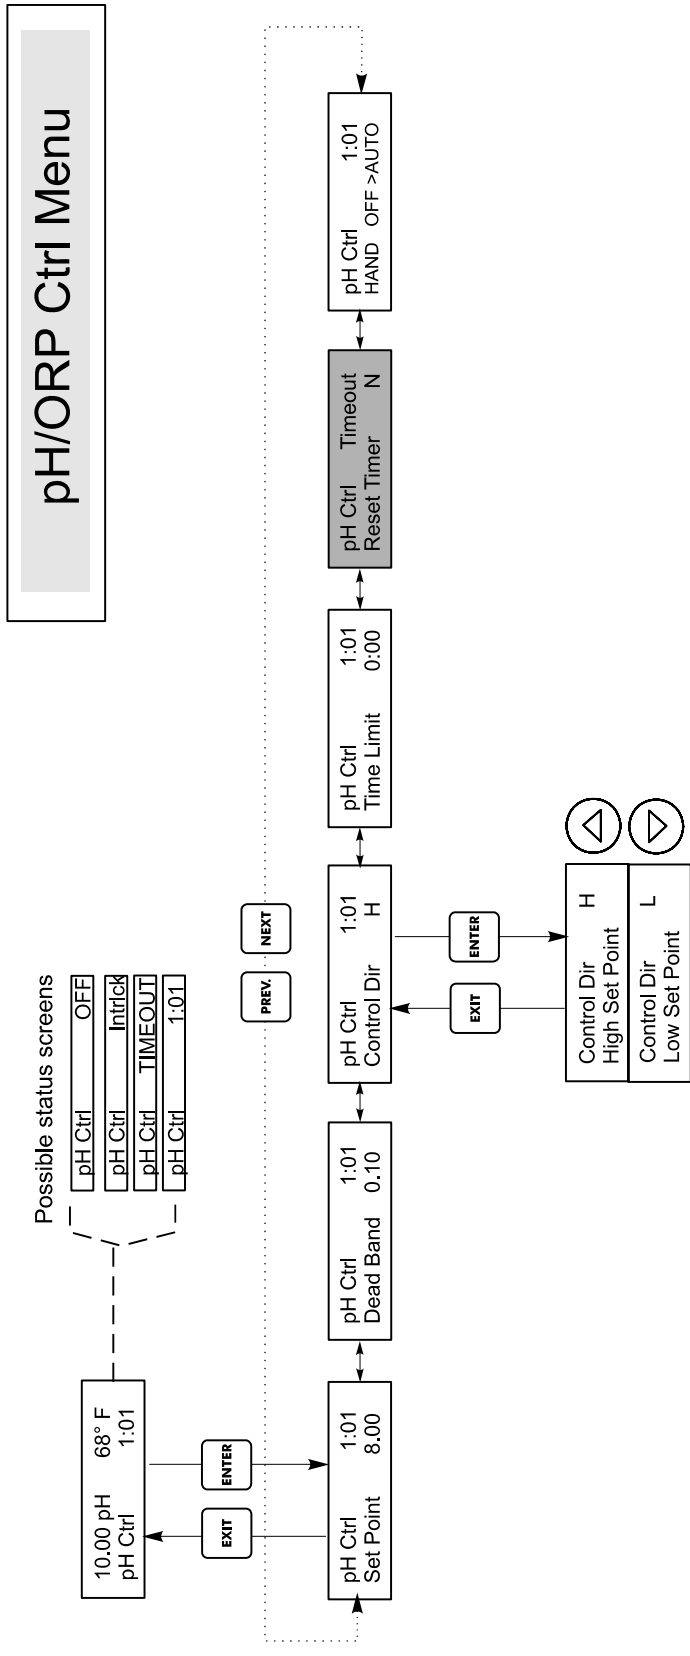 pH/ORP Ctrl Menu
Possible status screens
pH Ctrl OFF
pH Ctrl Intrlck
pH Ctrl TIMEOUT
pH Ctrl 1:01
10.00 pH 68° F
pH Ctrl 1:01
EXIT
ENTER
PREV.
NEXT
pH Ctrl 1:01
Set Point 8.00
pH Ctrl 1:01
Dead Band 0.10
pH Ctrl 1:01
Control Dir H
pH Ctrl 1:01
Time Limit 0:00
pH Ctrl Timeout
Reset Timer N
pH Ctrl 1:01
HAND OFF >AUTO
EXIT
ENTER
Control Dir
High Set Point H
Control Dir
Low Set Point L